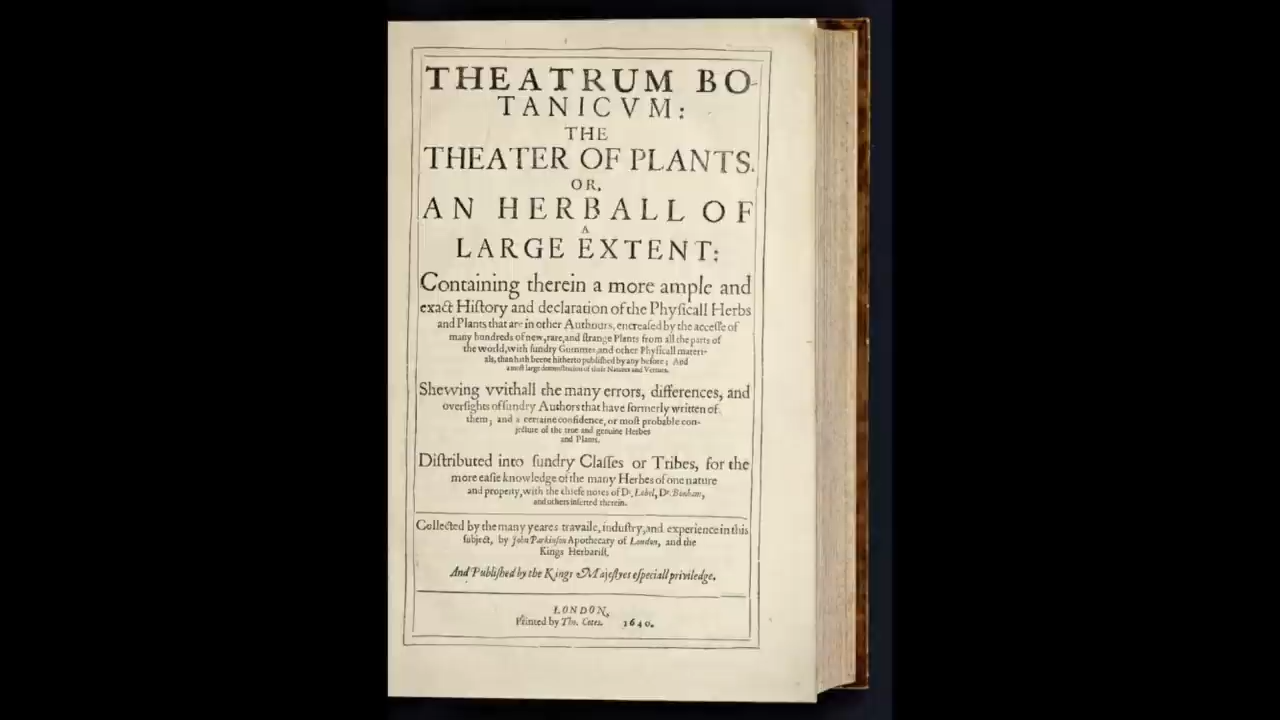 THEATRUM BO-
TANICVM:
THE
THEATER OF PLANTS.
OR,
AN HERBALL OF
A
LARGE EXTENT:
Containing therein a more ample and
exact Hiſtory and declaration of the Phyſicall Herbs
and Plants that are in other Authours, encreaſed by the acceſſe of
many hundreds of new, rare, and ſtrange Plants from all the parts of
the world, with ſundry Gummes, and other Phyſicall materi-
als, than hath beene hitherto publiſhed by any before; And
a moſt large demonſtration of their Natures and Vertues.
Shewing vvithall the many errors, differences, and
overſights of ſundry Authors that have formerly written of
them; and a certaine confidence, or moſt probable con-
jecture of the true and genuine Herbes
and Plants.
Diſtributed into ſundry Claſſes or Tribes, for the
more eaſie knowledge of the many Herbes of one nature
and property, with the chiefe notes of Dr. Lobel, Dr. Bonham,
and others inſerted therein.
Collected by the many yeares travaile, induſtry, and experience in this
ſubject, by John Parkinſon Apothecary of London, and the
Kings Herbariſt.
And Publiſhed by the Kings Majeſtyes eſpeciall priviledge.
LONDON,
Printed by Tho. Cotes. 1640.